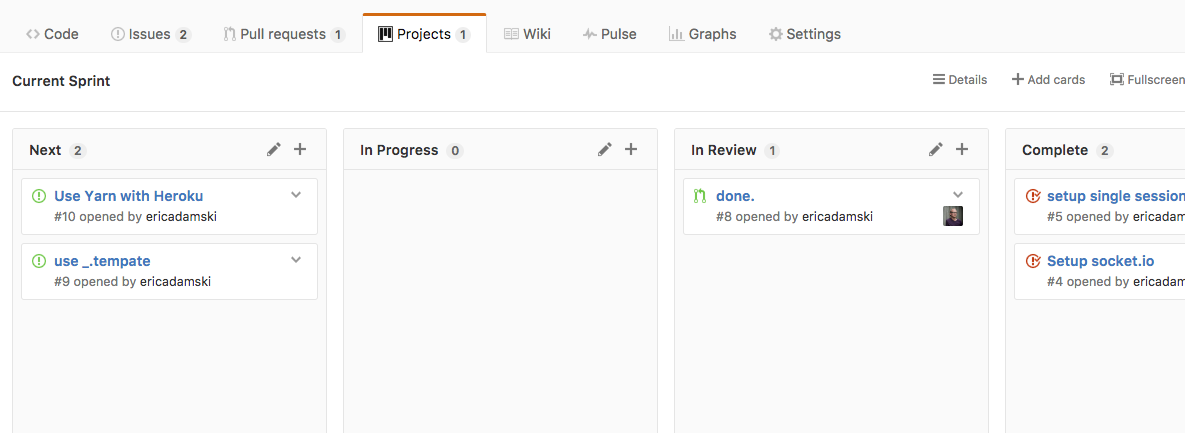 Code Issues 2 Pull requests 1 Projects 1 Wiki Pulse Graphs Settings
Current Sprint Details Add cards Fullscreen
Next 2
Use Yarn with Heroku
#10 opened by ericadamski
use _.tempate
#9 opened by ericadamski
In Progress 0
In Review 1
done.
#8 opened by ericadamski
Complete 2
setup single session
#5 opened by ericadam
Setup socket.io
#4 opened by ericadam